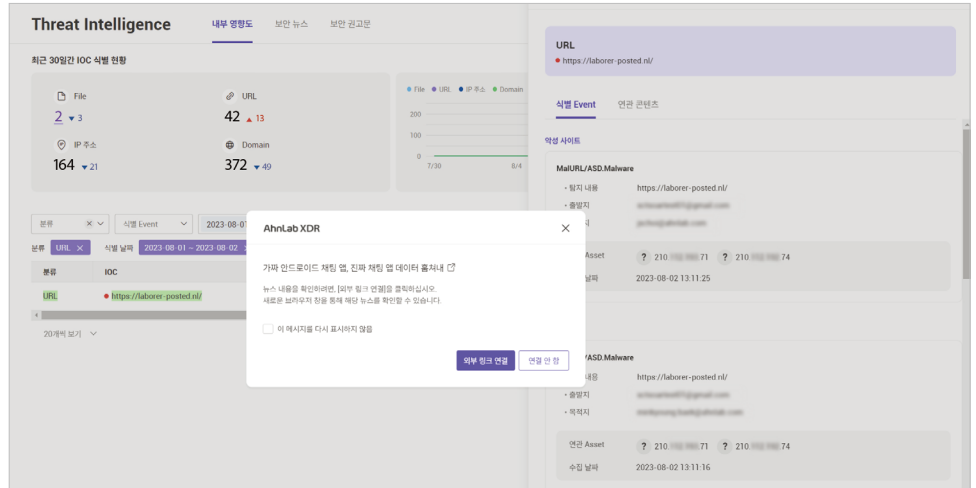 Threat Intelligence
내부 영향도
보안 뉴스
보안 권고문
최근 30일간 IOC 식별 현황
File
2 ▼ 3
URL
42 ▲ 13
IP 주소
164 ▼ 21
Domain
372 ▼ 49
File URL IP 주소 Domain
200
100
0
7/30 8/4
분류
식별 Event
2023-08-0
분류 URL 식별 날짜 2023-08-01 ~ 2023-08-02
분류 IOC
URL https://laborer-posted.nl/
20개씩 보기
AhnLab XDR
가짜 안드로이드 채팅 앱, 진짜 채팅 앱 데이터 훔쳐내
뉴스 내용을 확인하려면, [외부 링크 연결]을 클릭하십시오.
새로운 브라우저 창을 통해 해당 뉴스를 확인할 수 있습니다.
이 메시지를 다시 표시하지 않음
외부 링크 연결
연결 안 함
URL
https://laborer-posted.nl/
식별 Event
연관 콘텐츠
악성 사이트
MalURL/ASD.Malware
탐지 내용 https://laborer-posted.nl/
출발지
지
Asset ? 210. .71 ? 210. .74
날짜 2023-08-02 13:11:25
/ASD.Malware
내용 https://laborer-posted.nl/
출발지
목적지
연관 Asset ? 210. .71 ? 210. .74
수집 날짜 2023-08-02 13:11:16